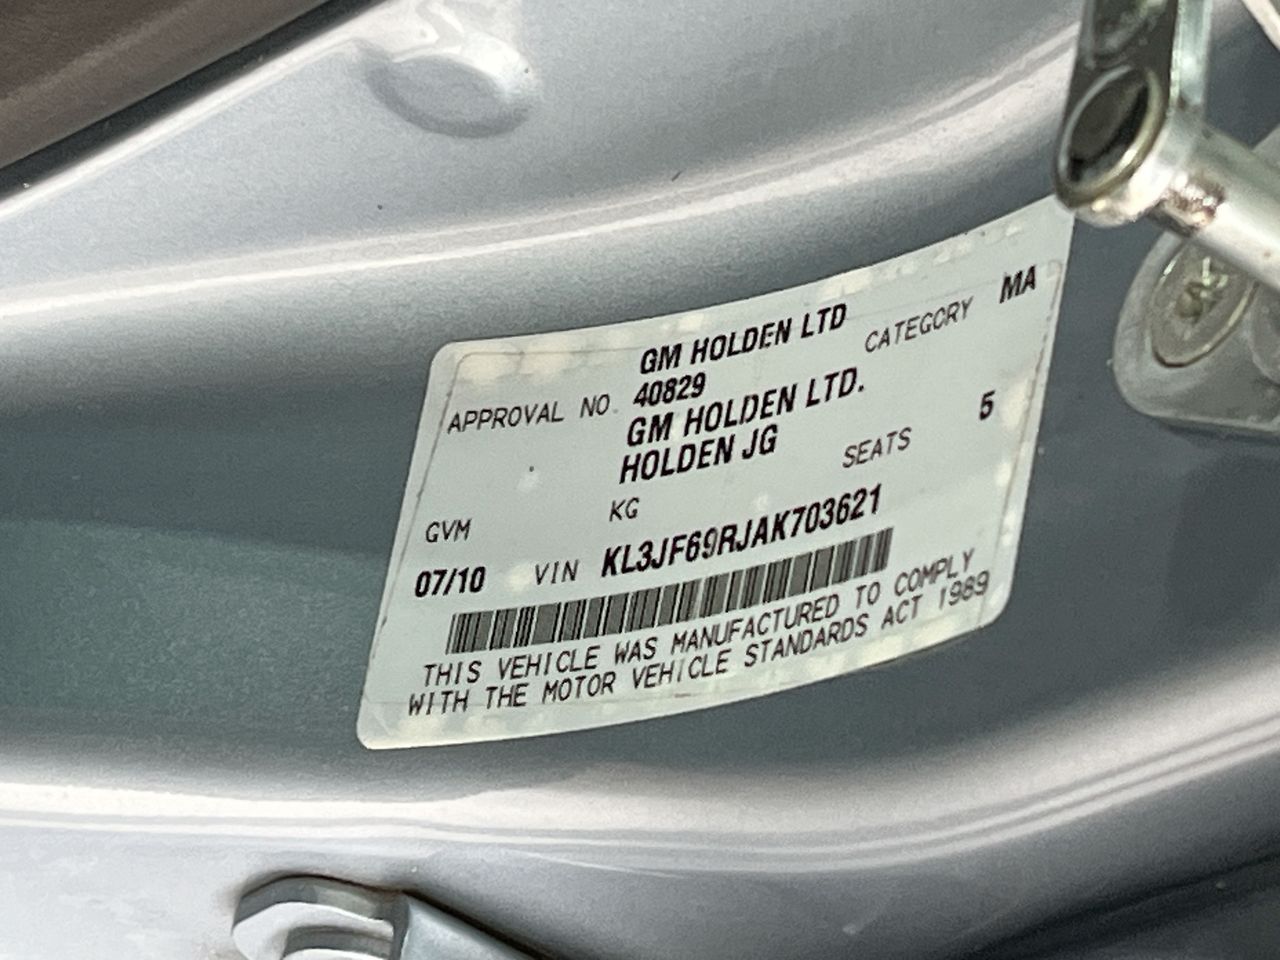 GM HOLDEN LTD
APPROVAL NO. 40829 CATEGORY MA
GM HOLDEN LTD.
HOLDEN JG SEATS 5
GVM KG
07/10 VIN KL3JF69RJAK703621
THIS VEHICLE WAS MANUFACTURED TO COMPLY
WITH THE MOTOR VEHICLE STANDARDS ACT 1989